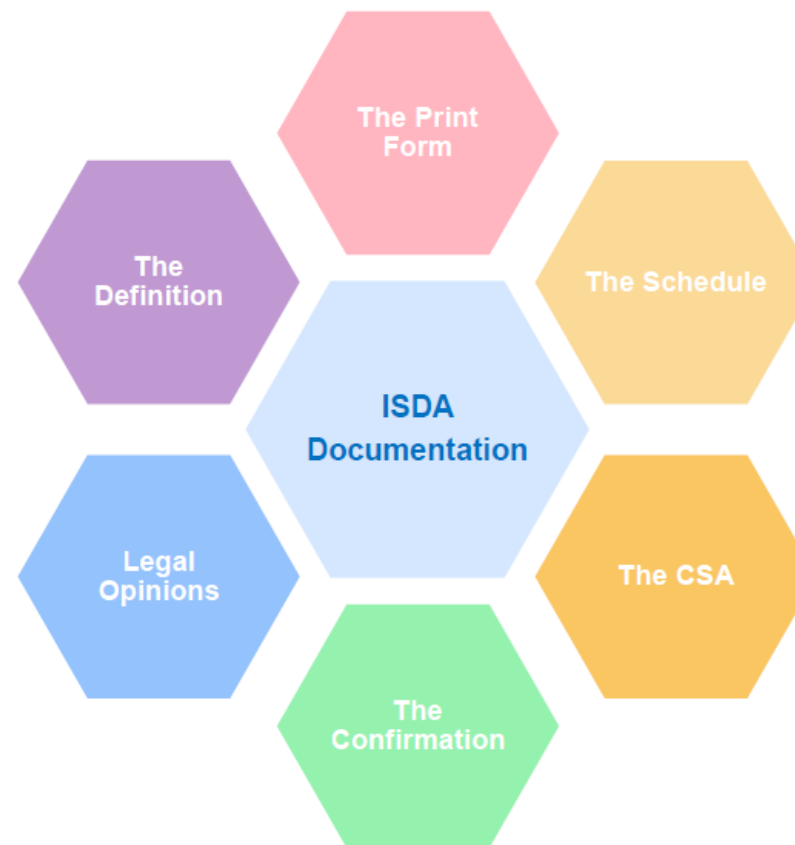 The Print
Form
The
Definition
The Schedule
ISDA
Documentation
Legal
Opinions
The CSA
The
Confirmation